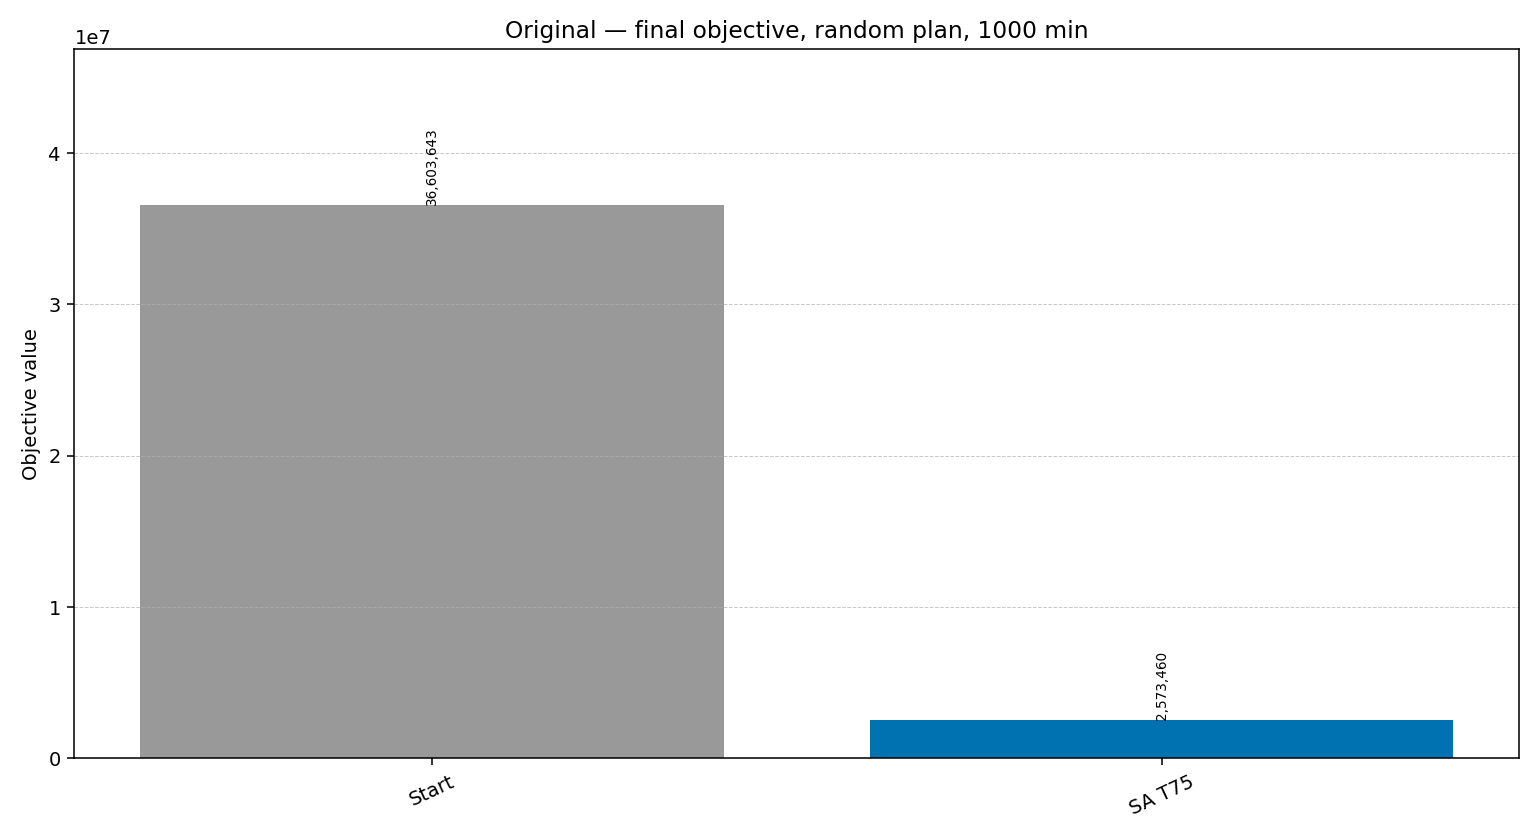 Original — final objective, random plan, 1000 min
1e7
4
3
2
1
0
Objective value
36,603,643
2,573,460
Start
SA T75